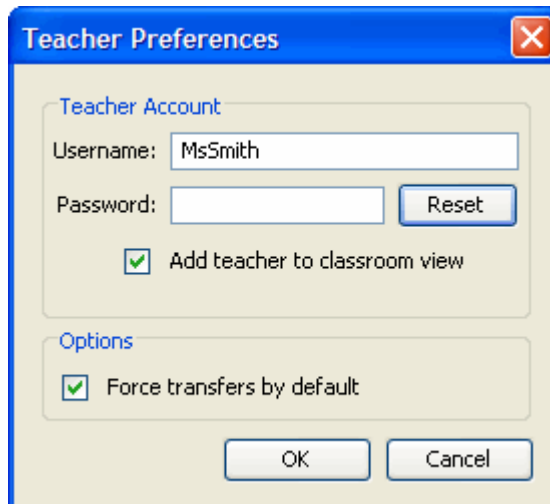 Teacher Preferences
Teacher Account
Username: MsSmith
Password: Reset
Add teacher to classroom view
Options
Force transfers by default
OK Cancel